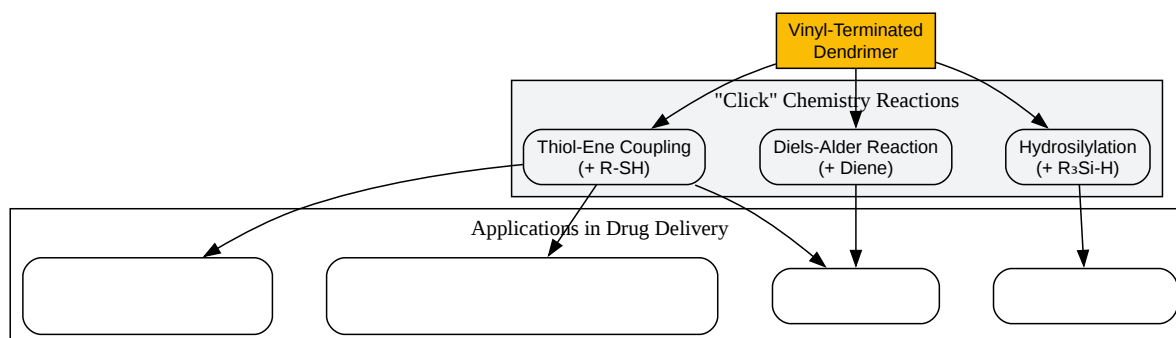 Vinyl-Terminated
Dendrimer
"Click" Chemistry Reactions
Thiol-Ene Coupling
(+ R-SH)
Diels-Alder Reaction
(+ Diene)
Hydrosilylation
(+ R₃Si-H)
Applications in Drug Delivery